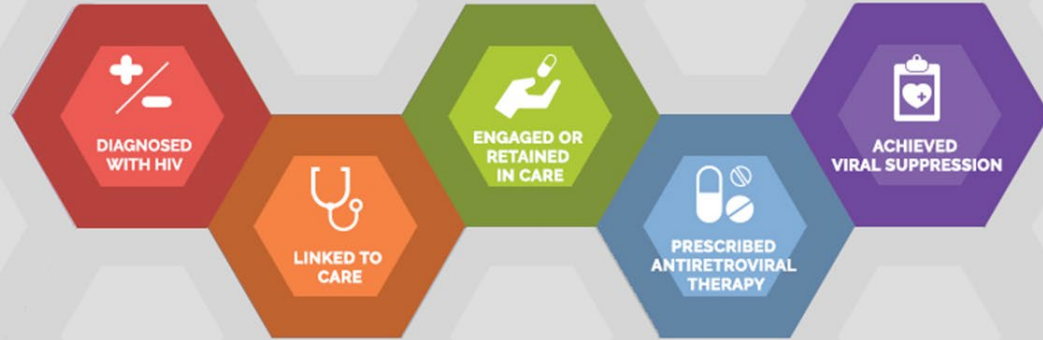 DIAGNOSED
WITH HIV
LINKED TO
CARE
ENGAGED OR
RETAINED
IN CARE
PRESCRIBED
ANTIRETROVIRAL
THERAPY
ACHIEVED
VIRAL SUPPRESSION